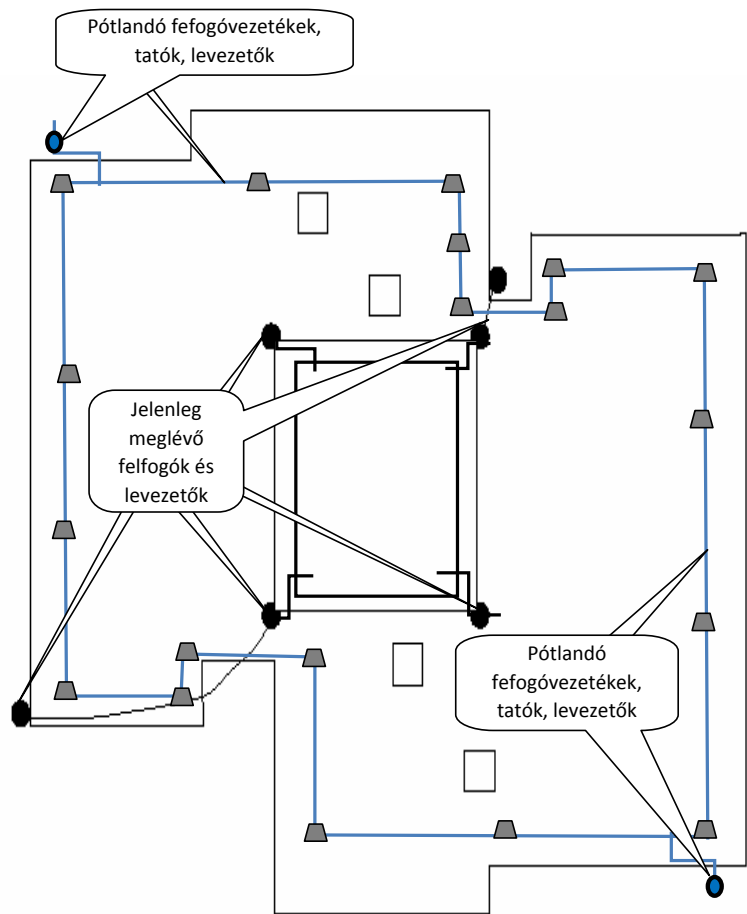 Pótlandó fefogóvezetékek,
tatók, levezetők
Jelenleg
meglévő
felfogók és
levezetők
Pótlandó
fefogóvezetékek,
tatók, levezetők